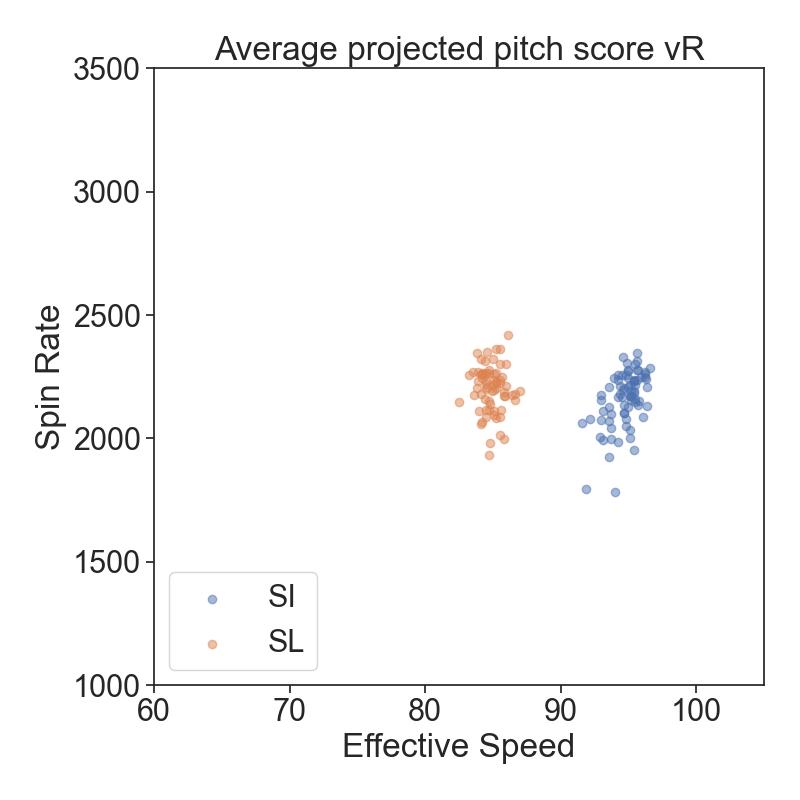 Average projected pitch score vR
3500
3000
2500
2000
1500
1000
Spin Rate
SI
SL
60 70 80 90 100
Effective Speed